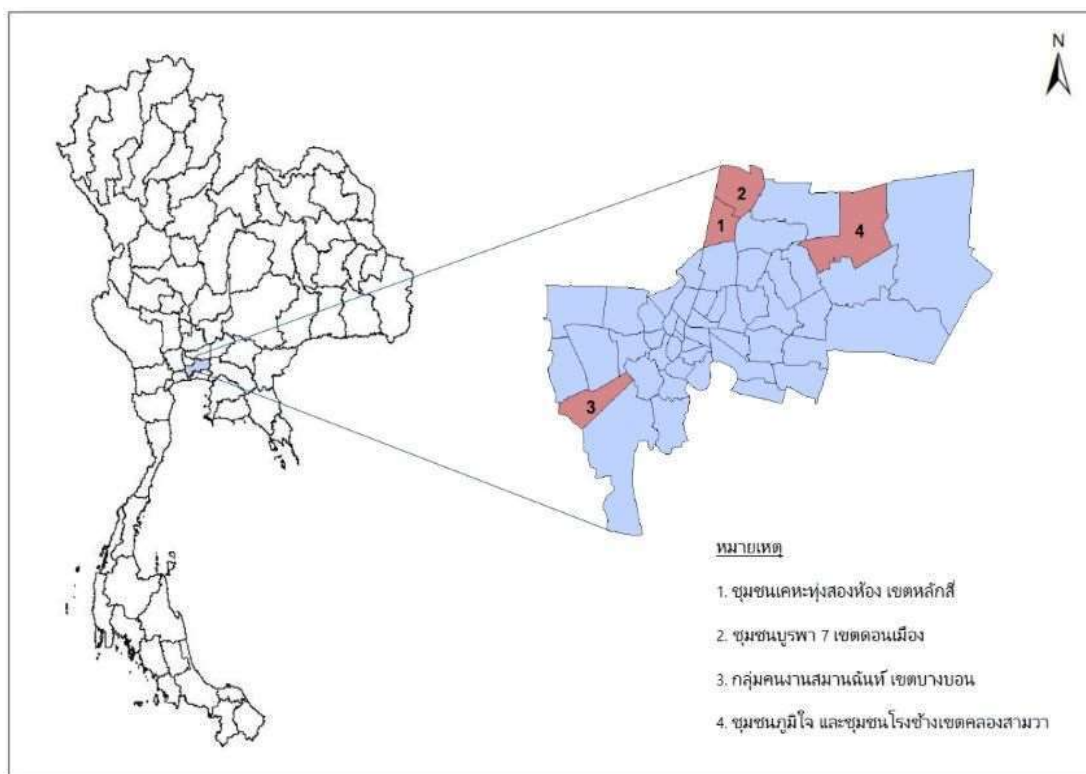 N
2
1
4
3
หมายเหตุ
1. ชุมชนเคหะทุ่งสองห้อง เขตหลักสี่
2. ชุมชนบูรพา 7 เขตดอนเมือง
3. กลุ่มคนงานสมานฉันท์ เขตบางบอน
4. ชุมชนภูมิใจ และชุมชนโรงช้างเขตคลองสามวา